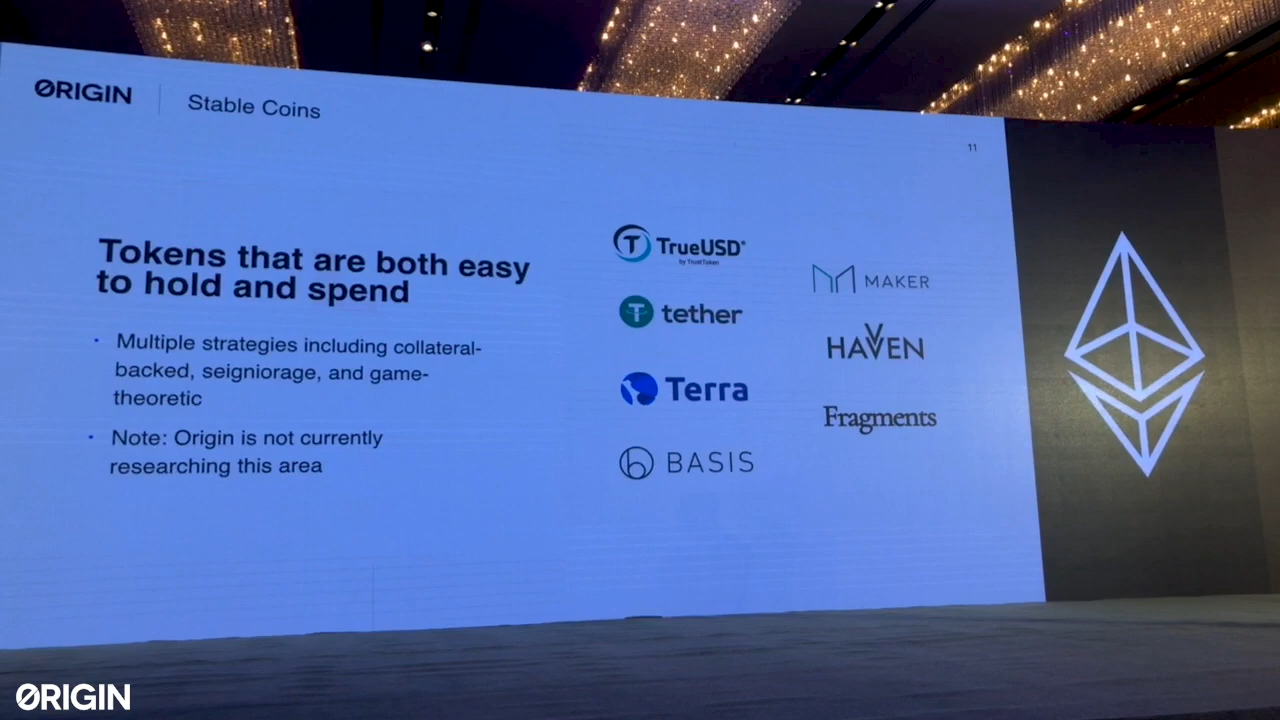 ØRIGIN
Stable Coins
11
Tokens that are both easy
to hold and spend
• Multiple strategies including collateral-
backed, seigniorage, and game-
theoretic
• Note: Origin is not currently
researching this area
TrueUSD®
by TrustToken
tether
Terra
BASIS
MAKER
HAVEN
Fragments
ØRIGIN